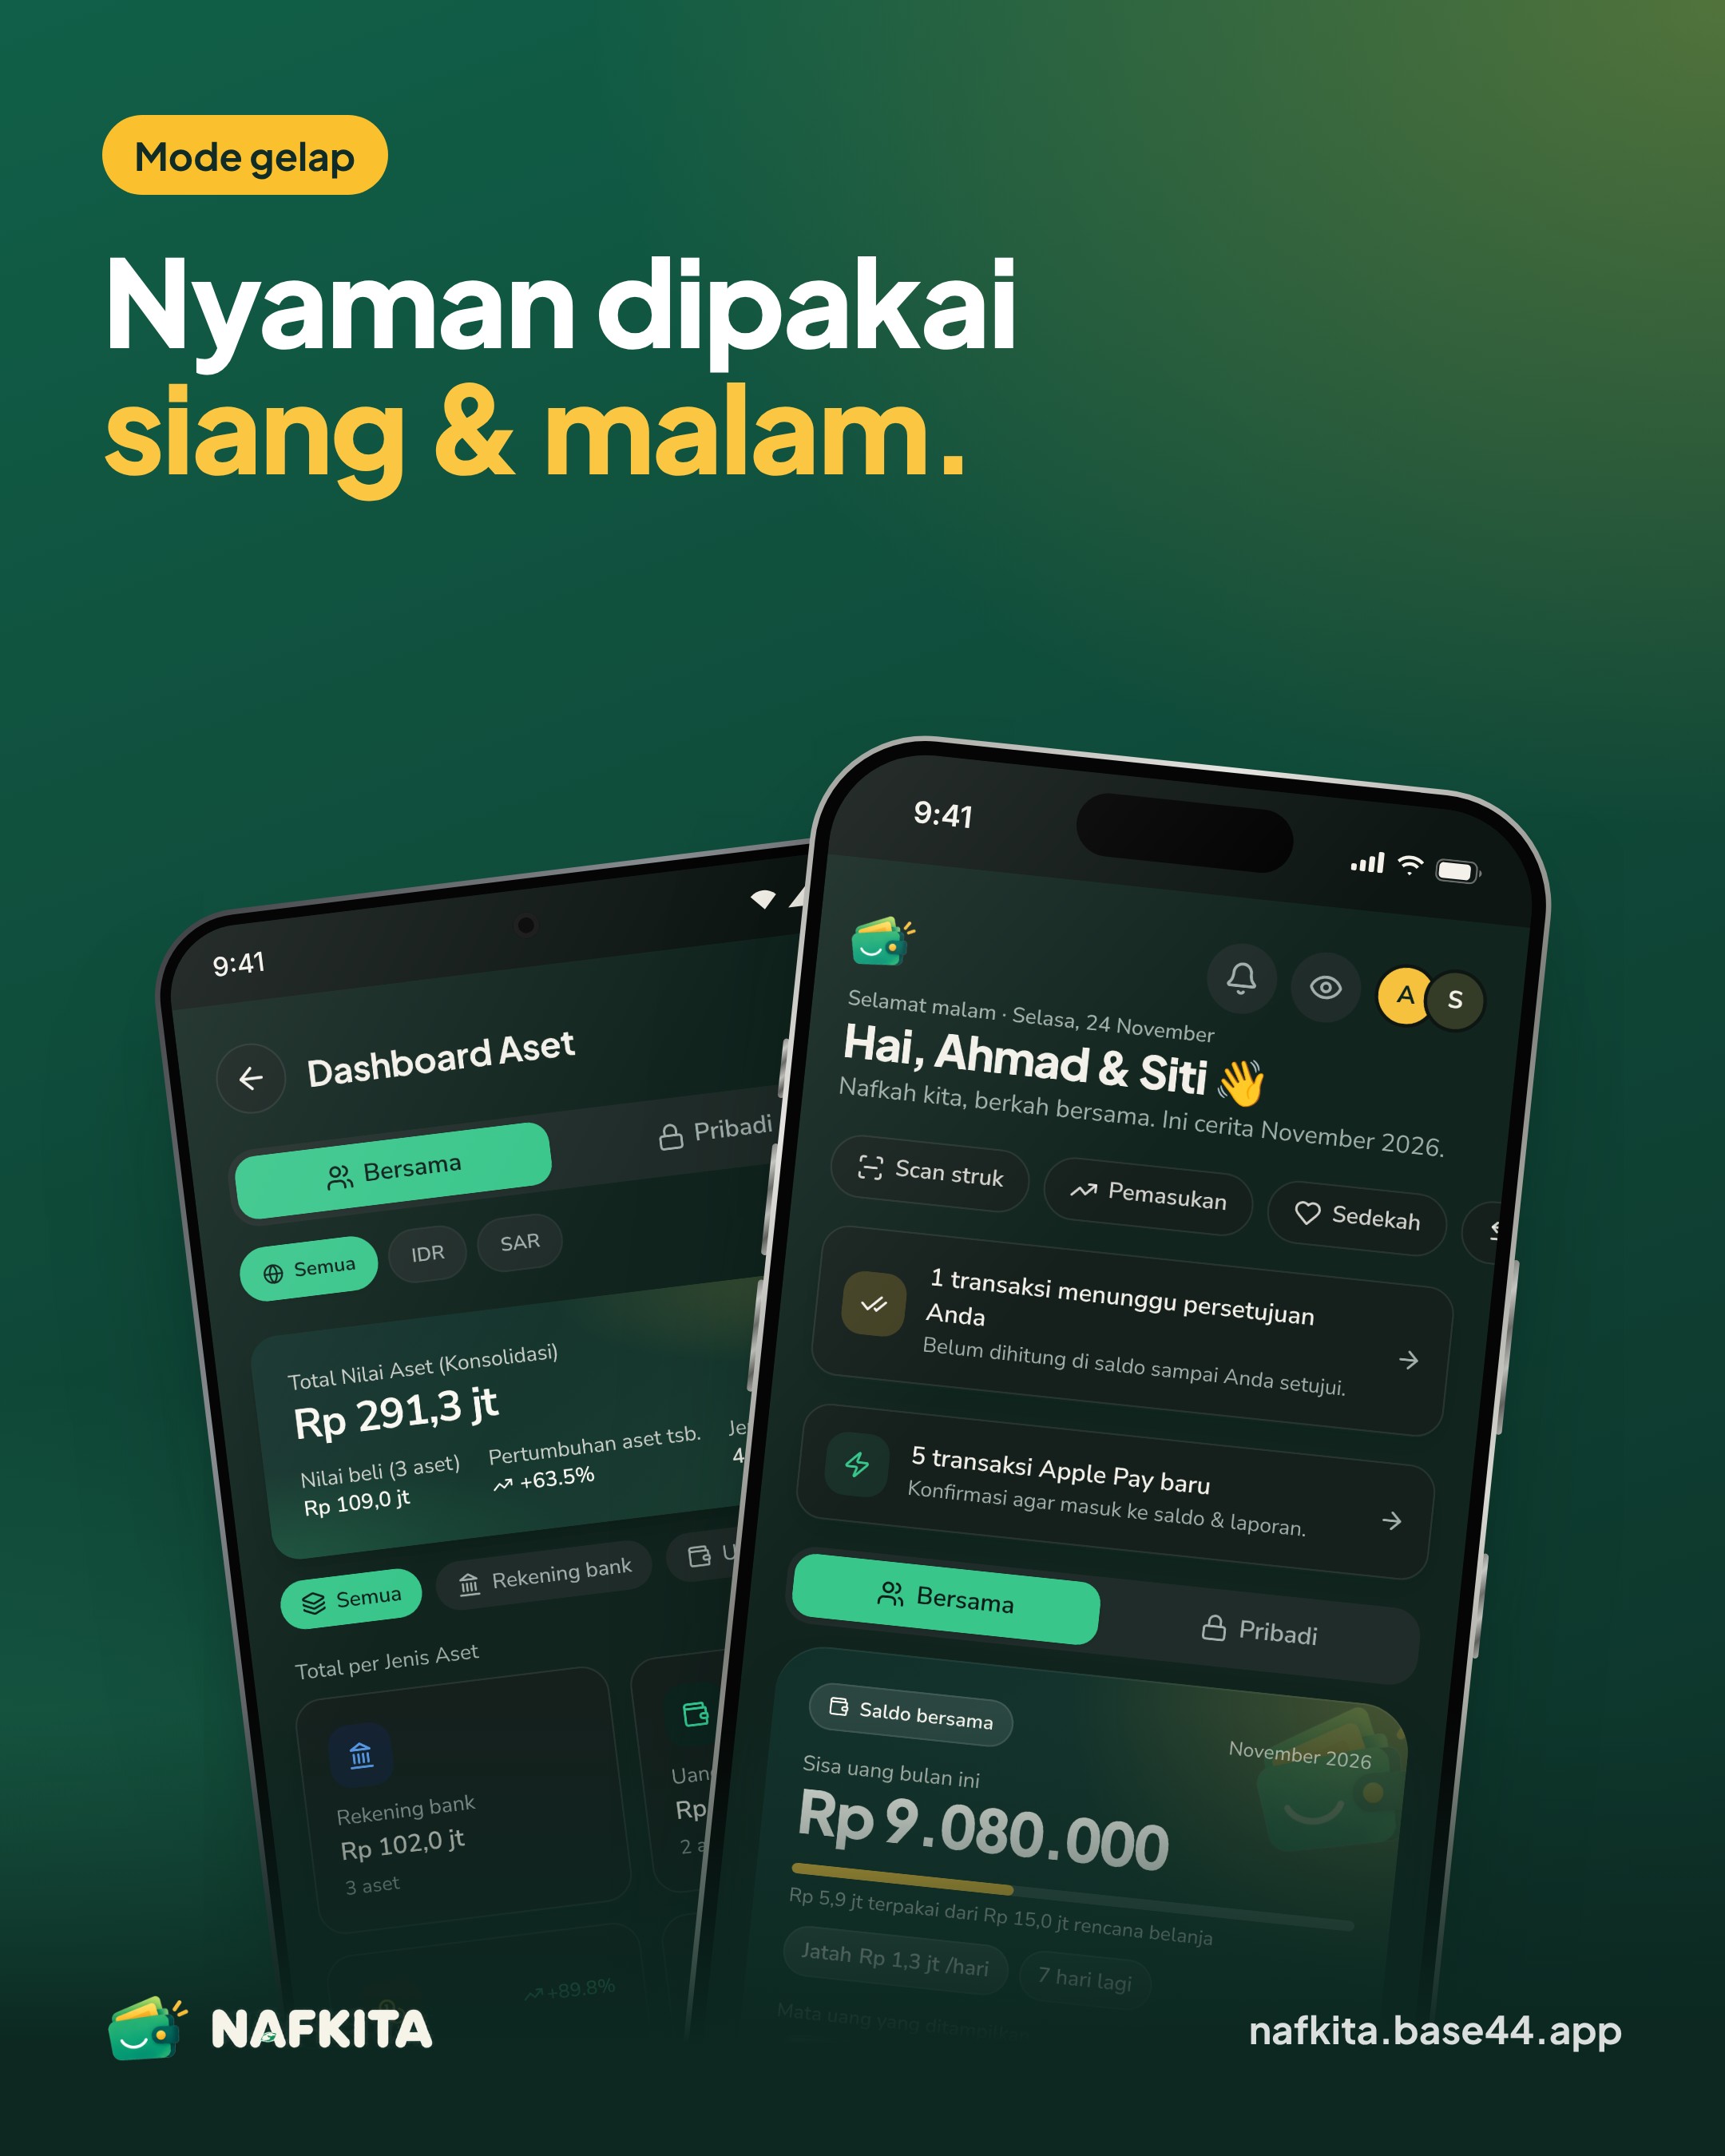 Mode gelap
Nyaman dipakai
siang & malam.
9:41
Dashboard Aset
Bersama
Pribadi
Semua
IDR
SAR
Total Nilai Aset (Konsolidasi)
Rp 291,3 jt
Nilai beli (3 aset)
Rp 109,0 jt
Pertumbuhan aset tsb.
+63.5%
Semua
Rekening bank
Total per Jenis Aset
Rekening bank
Rp 102,0 jt
3 aset
Rp
+89.8%
9:41
A
S
Selamat malam · Selasa, 24 November
Hai, Ahmad & Siti 👋
Nafkah kita, berkah bersama. Ini cerita November 2026.
Scan struk
Pemasukan
Sedekah
1 transaksi menunggu persetujuan
Anda
Belum dihitung di saldo sampai Anda setujui.
5 transaksi Apple Pay baru
Konfirmasi agar masuk ke saldo & laporan.
Bersama
Pribadi
Saldo bersama
November 2026
Sisa uang bulan ini
Rp 9.080.000
Rp 5,9 jt terpakai dari Rp 15,0 jt rencana belanja
Jatah Rp 1,3 jt /hari
7 hari lagi
Mata uang yang ditampilkan
NAFKITA
nafkita.base44.app